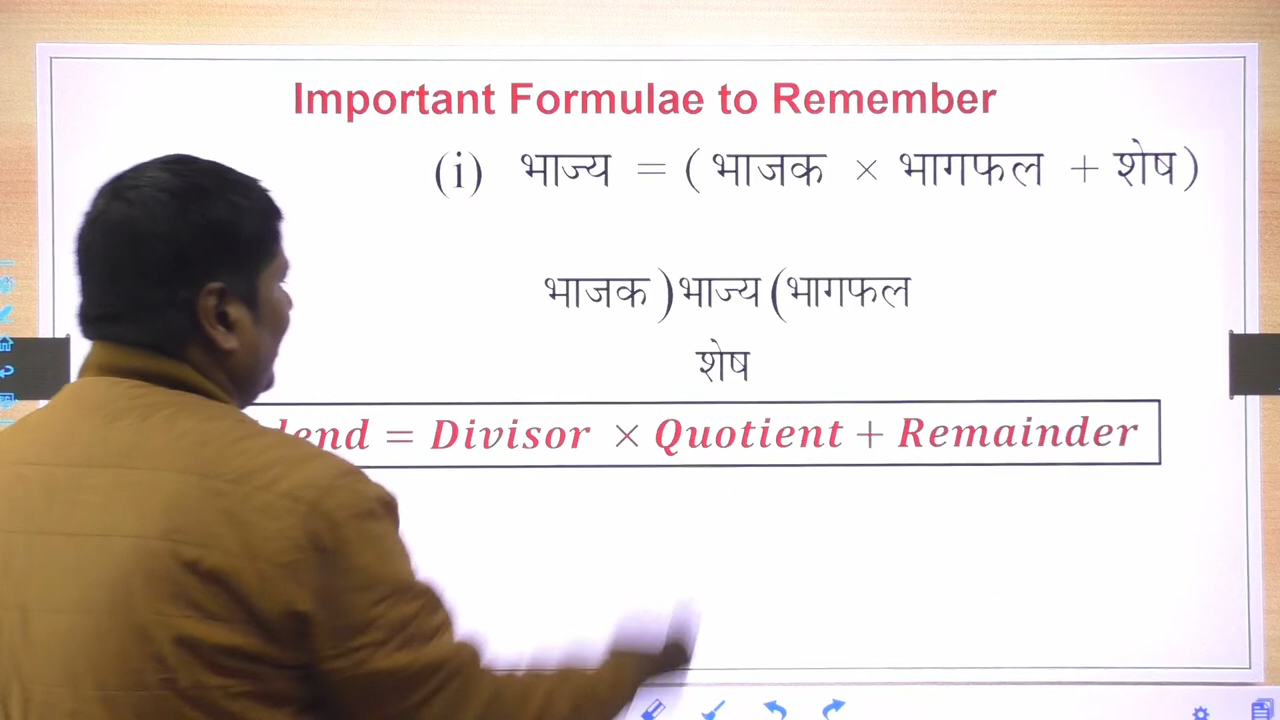 Important Formulae to Remember
(i) भाज्य = ( भाजक × भागफल + शेष)
भाजक ) भाज्य ( भागफल
शेष
= Divisor × Quotient + Remainder